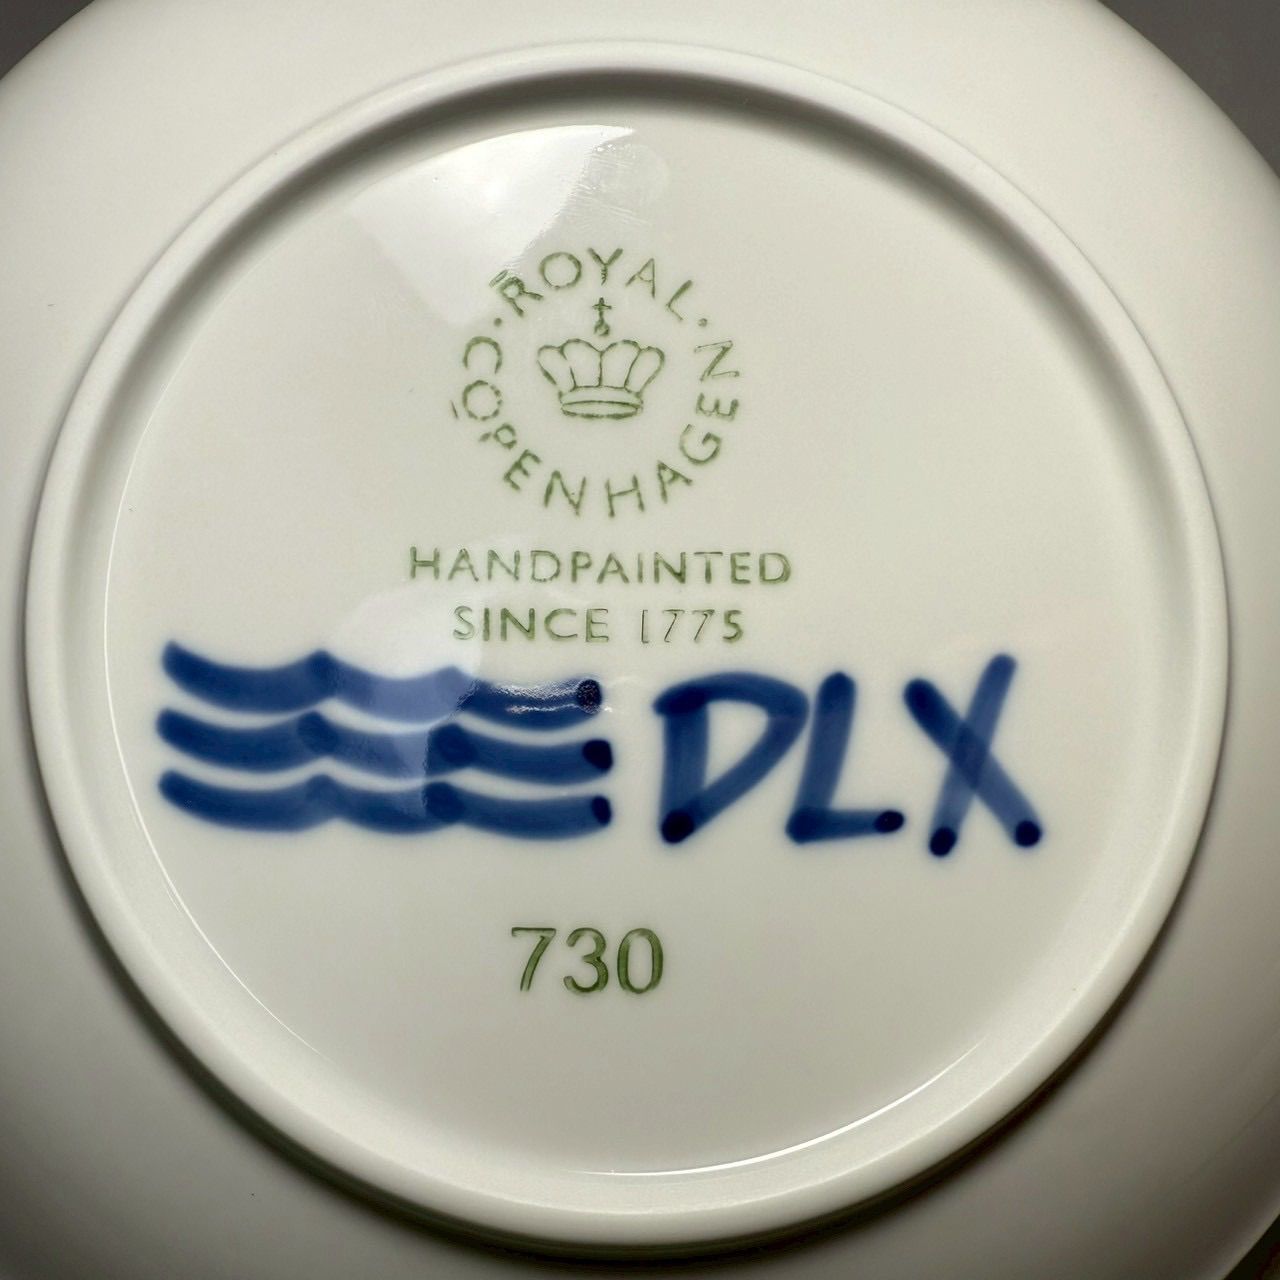 ROYAL · COPENHAGEN ·
HANDPAINTED
SINCE 1775
DLX
730